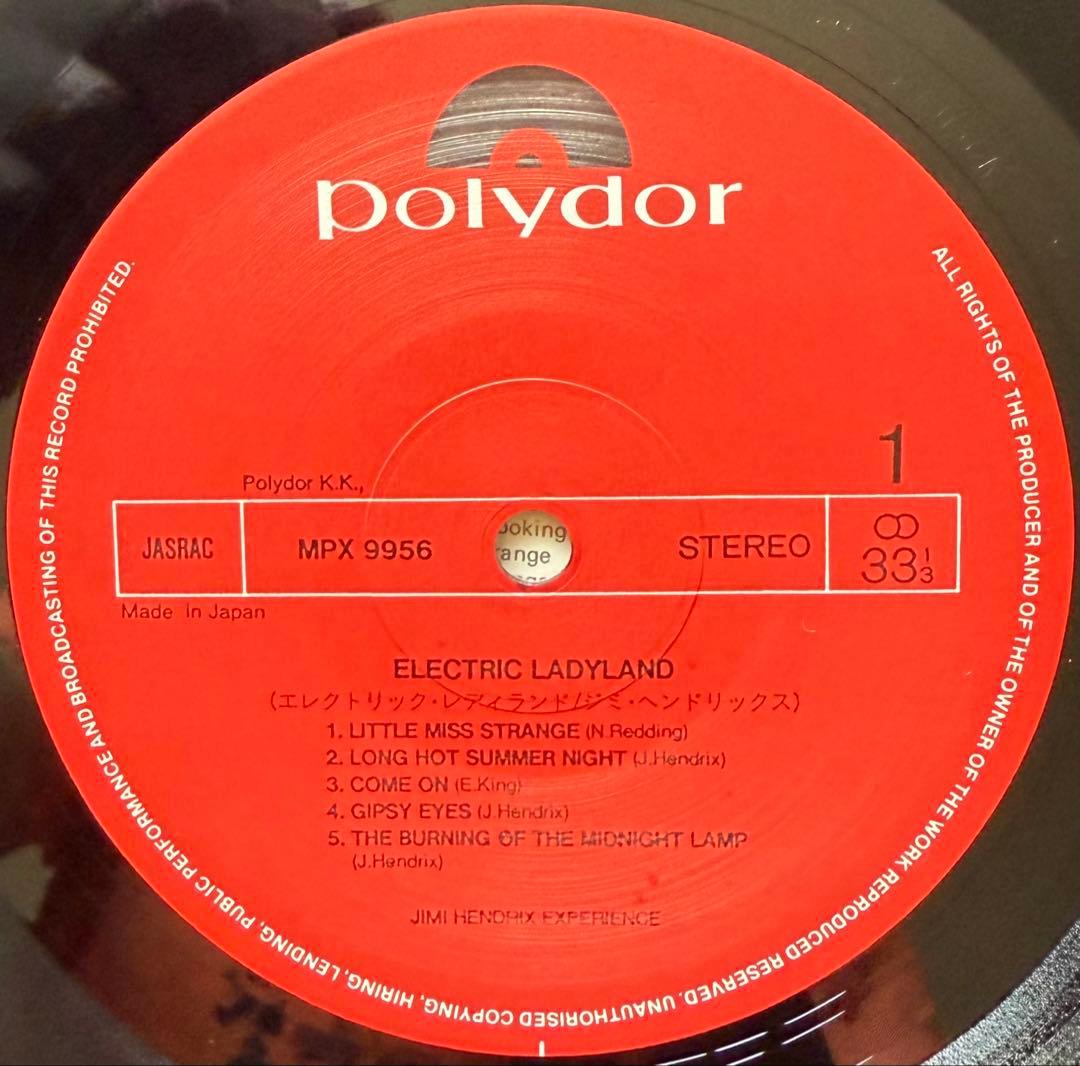 polydor
ALL RIGHTS OF THE PRODUCER AND OF THE OWNER OF THE WORK REPRODUCED RESERVED. UNAUTHORISED COPYING, HIRING, LENDING, PUBLIC PERFORMANCE AND BROADCASTING OF THIS RECORD PROHIBITED.
1
Polydor K.K.,
JASRAC MPX 9956 STEREO 33 1/3
Made in Japan
ELECTRIC LADYLAND
(エレクトリック・レディランド/ジミ・ヘンドリックス)
1. LITTLE MISS STRANGE (N.Redding)
2. LONG HOT SUMMER NIGHT (J.Hendrix)
3. COME ON (E.King)
4. GIPSY EYES (J.Hendrix)
5. THE BURNING OF THE MIDNIGHT LAMP
(J.Hendrix)
JIMI HENDRIX EXPERIENCE